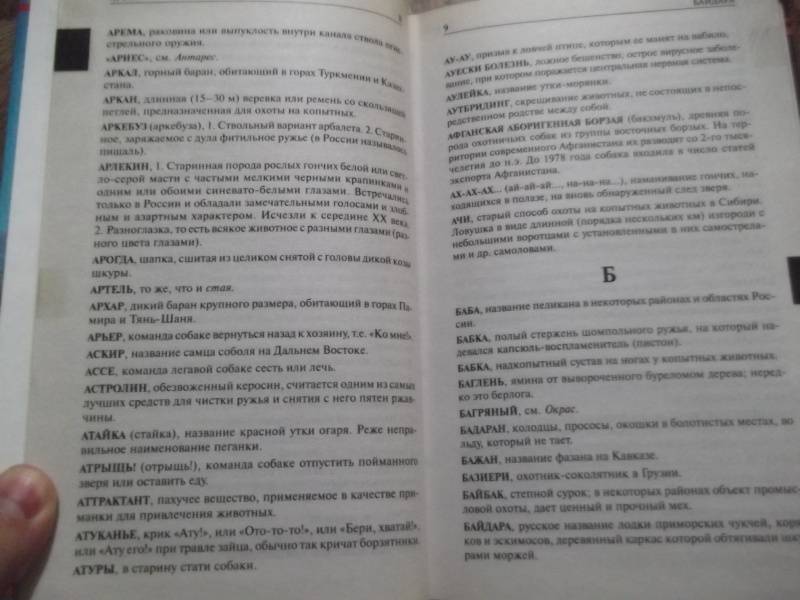 8
АРЕМА, раковина или выпуклость внутри канала ствола огне-
стрельного оружия.
«АРИЕС», см. Антарес.
АРКАЛ, горный баран, обитающий в горах Туркмении и Казах-
стана.
АРКАН, длинная (15–30 м) веревка или ремень со скользящей
петлей, предназначенная для охоты на копытных.
АРКЕБУЗ (аркебуза), 1. Ствольный вариант арбалета. 2. Старин-
ное, заряжаемое с дула фитильное ружье (в России называлось
пищаль).
АРЛЕКИН, 1. Старинная порода рослых гончих белой или свет-
ло-серой масти с частыми мелкими черными крапинками и
одним или обоими синевато-белыми глазами. Встречались
только в России и обладали замечательными голосами и злоб-
ным и азартным характером. Исчезли к середине XX века.
2. Разноглазка, то есть всякое животное с разными глазами (раз-
ного цвета глазами).
АРОГДА, шапка, сшитая из целиком снятой с головы дикой козы
шкуры.
АРТЕЛЬ, то же, что и стая.
АРХАР, дикий баран крупного размера, обитающий в горах Па-
мира и Тянь-Шаня.
АРЬЕР, команда собаке вернуться назад к хозяину, т.е. «Ко мне!».
АСКИР, название самца соболя на Дальнем Востоке.
АССЕ, команда легавой собаке сесть или лечь.
АСТРОЛИН, обезвоженный керосин, считается одним из самых
лучших средств для чистки ружья и снятия с него пятен ржав-
чины.
АТАЙКА (стайка), название красной утки огаря. Реже непра-
вильное наименование пеганки.
АТРЫЩЬ! (отрыщь!), команда собаке отпустить пойманного
зверя или оставить еду.
АТТРАКТАНТ, пахучее вещество, применяемое в качестве при-
манки для привлечения животных.
АТУКАНЬЕ, крик «Ату!», или «Ото-то-то!», или «Бери, хватай!»,
или «Ату его!» при травле зайца, обычно так кричат борзятники.
АТУРЫ, в старину стати собаки.
9
БАЙДАРА
АУ-АУ, призыв к ловчей птице, которым ее манят на вабило.
АУЕСКИ БОЛЕЗНЬ, ложное бешенство, острое вирусное заболе-
вание, при котором поражается центральная нервная система.
АУЛЕЙКА, название утки-морянки.
АУТБРИДИНГ, скрещивание животных, не состоящих в непос-
редственном родстве между собой.
АФГАНСКАЯ АБОРИГЕННАЯ БОРЗАЯ (бякхмуль), древняя по-
рода охотничьих собак из группы восточных борзых. На тер-
ритории современного Афганистана их разводят со 2-го тыся-
челетия до н.э. До 1978 года собака входила в число статей
экспорта Афганистана.
АХ-АХ-АХ... (ай-ай-ай..., на-на-на...), наманивание гончих, на-
ходящихся в полазе, на вновь обнаруженный след зверя.
АЧИ, старый способ охоты на копытных животных в Сибири.
Ловушка в виде длинной (порядка нескольких км) изгороди с
небольшими воротцами с установленными в них самострела-
ми и др. самоловами.
Б
БАБА, название пеликана в некоторых районах и областях Рос-
сии.
БАБКА, полый стержень шомпольного ружья, на который на-
девался капсюль-воспламенитель (пистон).
БАБКА, надкопытный сустав на ногах у копытных животных.
БАГЛЕНЬ, ямина от вывороченного буреломом дерева; неред-
ко это берлога.
БАГРЯНЫЙ, см. Окрас.
БАДАРАН, колодцы, прососы, окошки в болотистых местах, во
льду, который не тает.
БАЖАН, название фазана на Кавказе.
БАЗИЕРИ, охотник-соколятник в Грузии.
БАЙБАК, степной сурок; в некоторых районах объект промыс-
ловой охоты, дает ценный и прочный мех.
БАЙДАРА, русское название лодки приморских чукчей, коря-
ков и эскимосов, деревянный каркас которой обтягивали шку-
рами моржей.